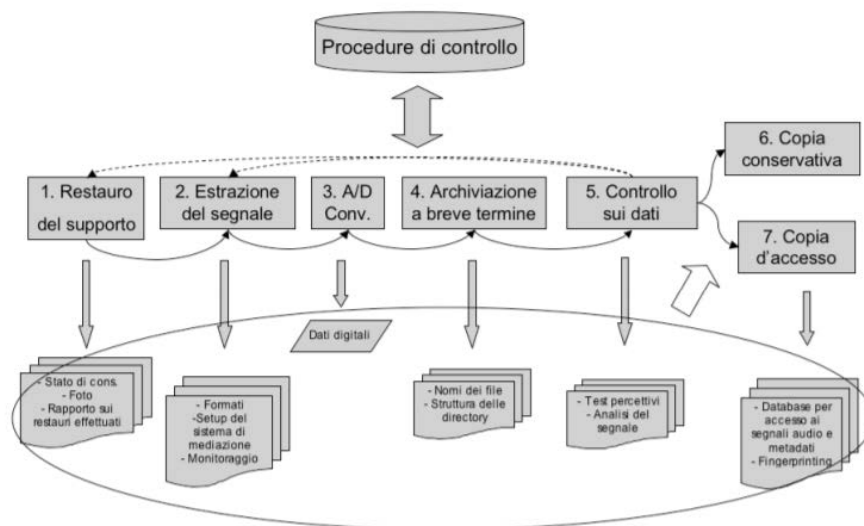 Procedure di controllo
1. Restauro
del supporto
2. Estrazione
del segnale
3. A/D
Conv.
4. Archiviazione
a breve termine
5. Controllo
sui dati
6. Copia
conservativa
7. Copia
d'accesso
Dati digitali
- Stato di cons.
- Foto
- Rapporto sui
restauri effettuati
- Formati
-Setup del
sistema di
mediazione
- Monitoraggio
- Nomi dei file
- Struttura delle
directory
- Test percettivi
- Analisi del
segnale
- Database per
accesso ai
segnali audio e
metadati
- Fingerprinting